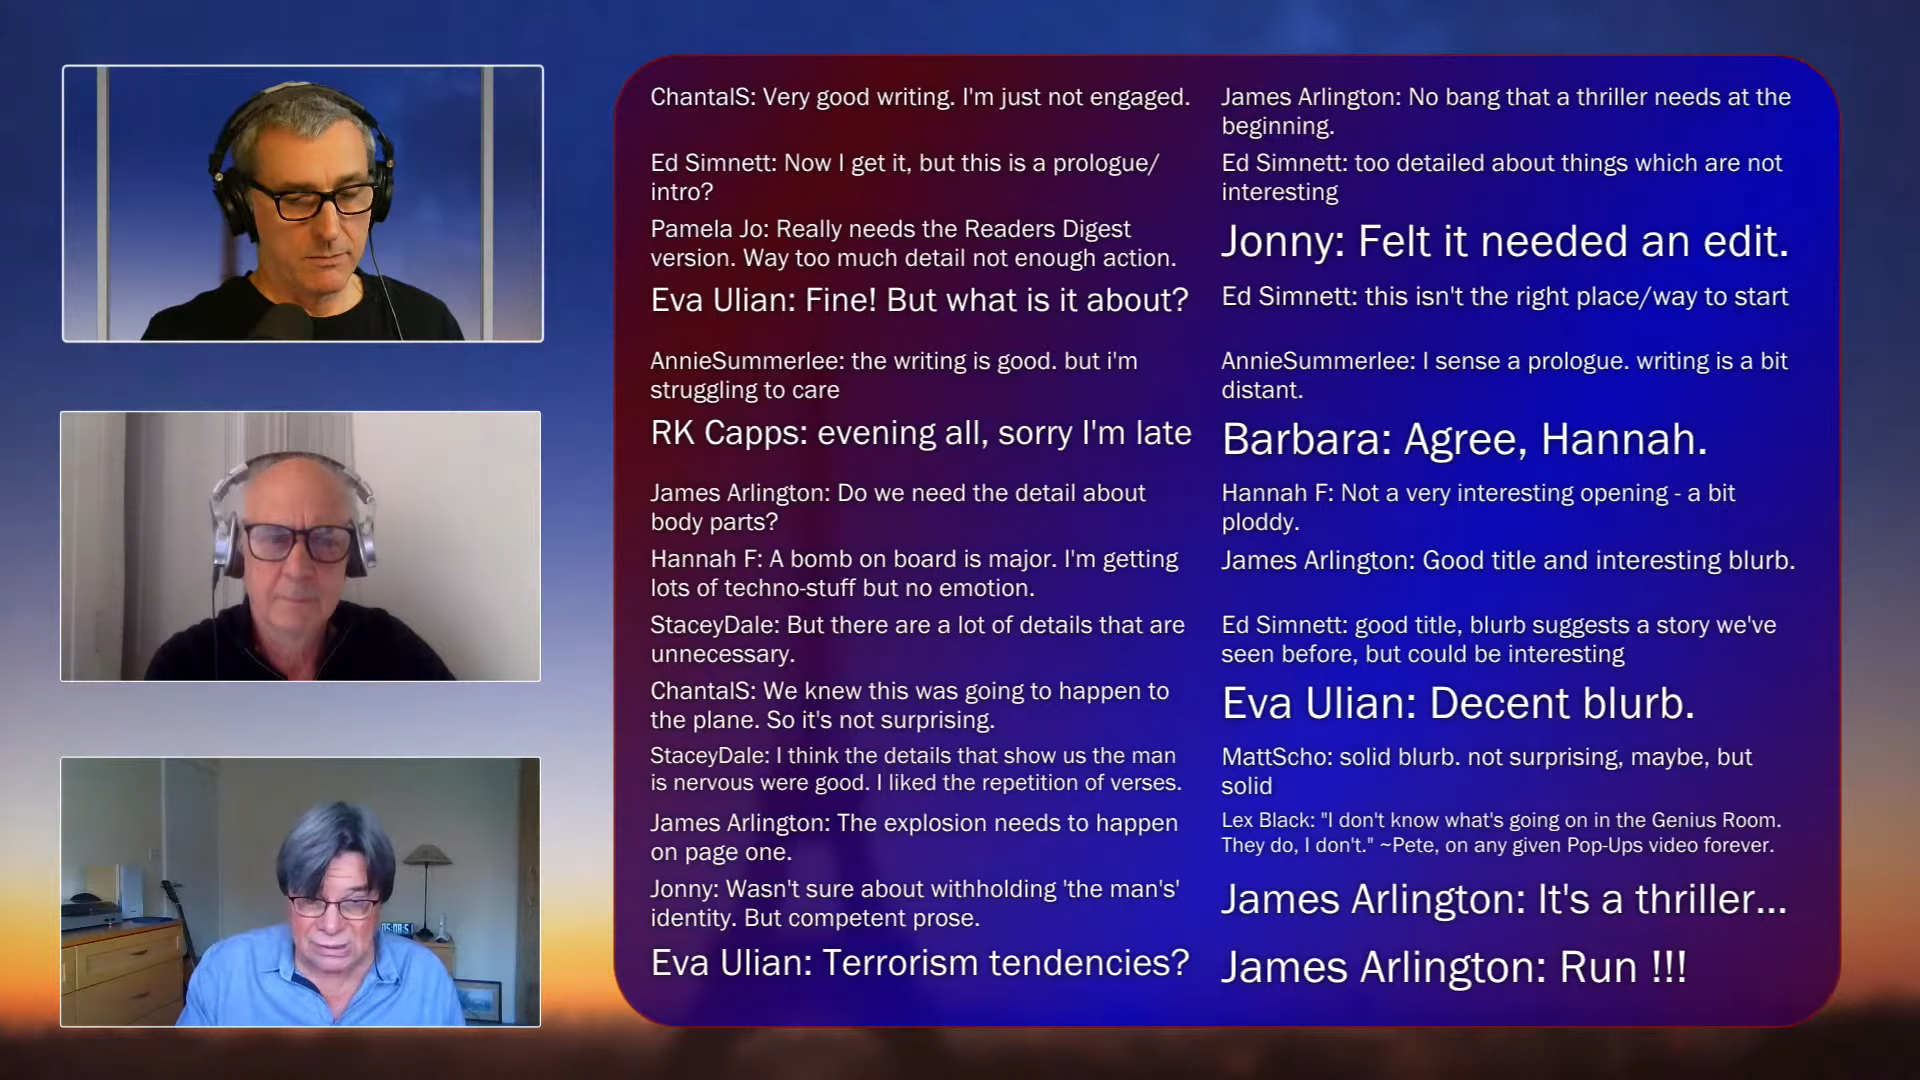 ChantalS: Very good writing. I'm just not engaged.
Ed Simnett: Now I get it, but this is a prologue/
intro?
Pamela Jo: Really needs the Readers Digest
version. Way too much detail not enough action.
Eva Ulian: Fine! But what is it about?
AnnieSummerlee: the writing is good. but i'm
struggling to care
RK Capps: evening all, sorry I'm late
James Arlington: Do we need the detail about
body parts?
Hannah F: A bomb on board is major. I'm getting
lots of techno-stuff but no emotion.
StaceyDale: But there are a lot of details that are
unnecessary.
ChantalS: We knew this was going to happen to
the plane. So it's not surprising.
StaceyDale: I think the details that show us the man
is nervous were good. I liked the repetition of verses.
James Arlington: The explosion needs to happen
on page one.
Jonny: Wasn't sure about withholding 'the man's'
identity. But competent prose.
Eva Ulian: Terrorism tendencies?
James Arlington: No bang that a thriller needs at the
beginning.
Ed Simnett: too detailed about things which are not
interesting
Jonny: Felt it needed an edit.
Ed Simnett: this isn't the right place/way to start
AnnieSummerlee: I sense a prologue. writing is a bit
distant.
Barbara: Agree, Hannah.
Hannah F: Not a very interesting opening - a bit
ploddy.
James Arlington: Good title and interesting blurb.
Ed Simnett: good title, blurb suggests a story we've
seen before, but could be interesting
Eva Ulian: Decent blurb.
MattScho: solid blurb. not surprising, maybe, but
solid
Lex Black: "I don't know what's going on in the Genius Room.
They do, I don't." ~Pete, on any given Pop-Ups video forever.
James Arlington: It's a thriller...
James Arlington: Run !!!